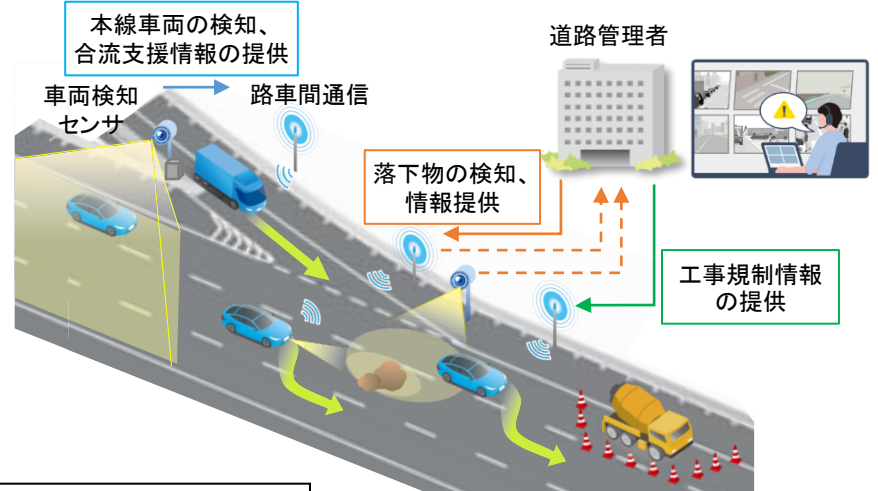 本線車両の検知、
合流支援情報の提供
車両検知
センサ
路車間通信
道路管理者
落下物の検知、
情報提供
工事規制情報
の提供